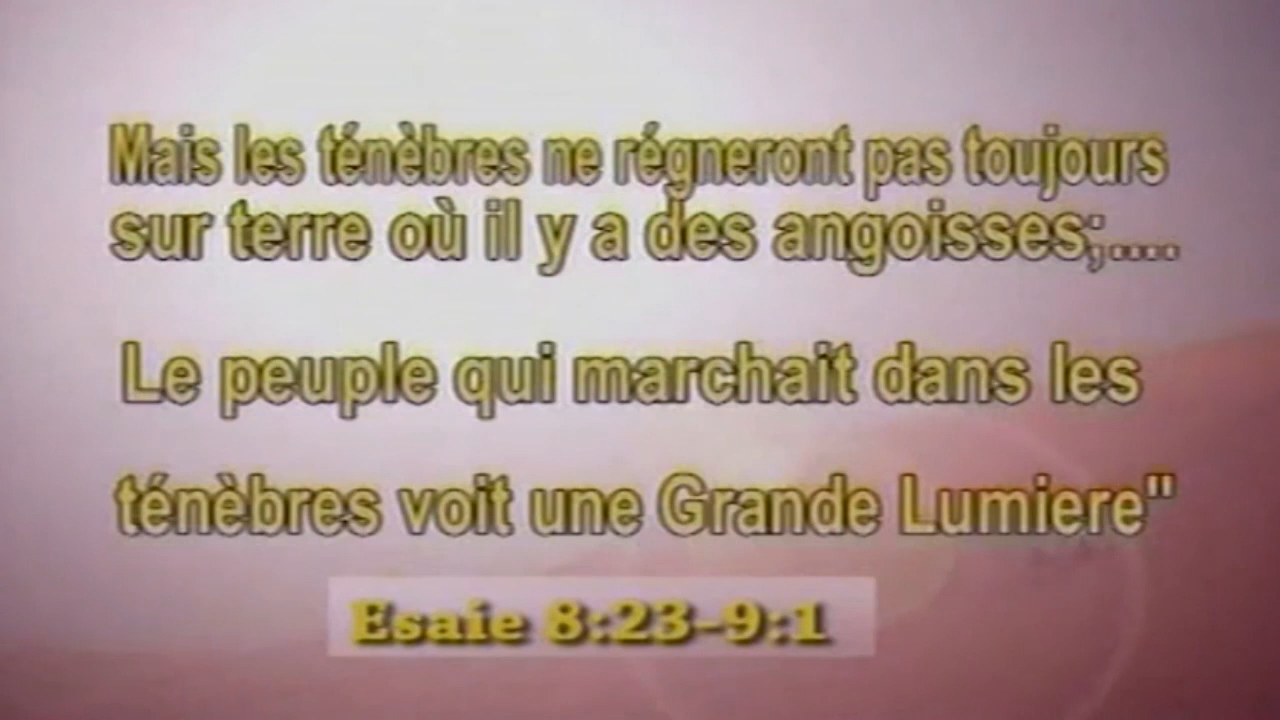 Mais les ténèbres ne régneront pas toujours
sur terre où il y a des angoisses;....
Le peuple qui marchait dans les
ténèbres voit une Grande Lumiere"
Esaie 8:23-9:1